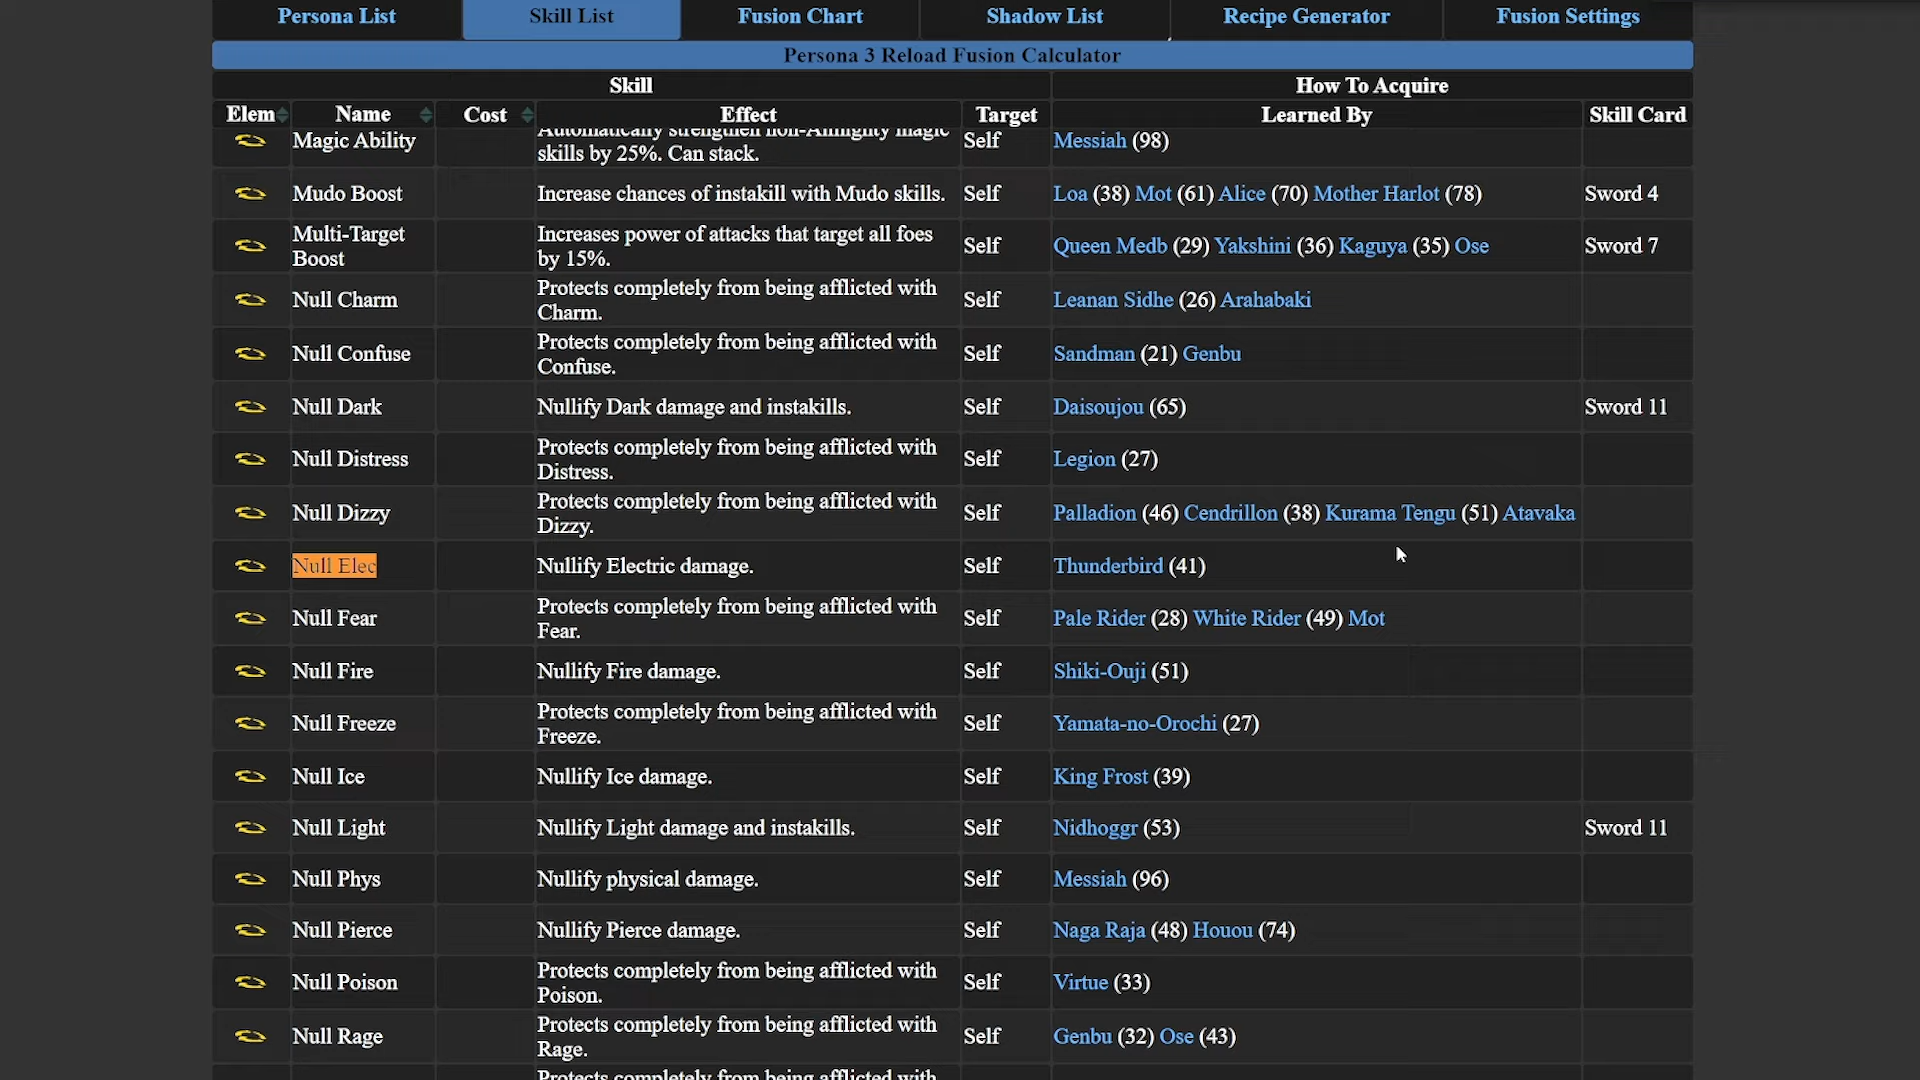 Persona List Skill List Fusion Chart Shadow List Recipe Generator Fusion Settings
Persona 3 Reload Fusion Calculator
Skill How To Acquire
Elem Name Cost Effect Target Learned By Skill Card
Automatically strengthen non-Almighty magic
Magic Ability skills by 25%. Can stack. Self Messiah (98)
Mudo Boost Increase chances of instakill with Mudo skills. Self Loa (38) Mot (61) Alice (70) Mother Harlot (78) Sword 4
Multi-Target Boost Increases power of attacks that target all foes
by 15%. Self Queen Medb (29) Yakshini (36) Kaguya (35) Ose Sword 7
Null Charm Protects completely from being afflicted with
Charm. Self Leanan Sidhe (26) Arahabaki
Null Confuse Protects completely from being afflicted with
Confuse. Self Sandman (21) Genbu
Null Dark Nullify Dark damage and instakills. Self Daisoujou (65) Sword 11
Null Distress Protects completely from being afflicted with
Distress. Self Legion (27)
Null Dizzy Protects completely from being afflicted with
Dizzy. Self Palladion (46) Cendrillon (38) Kurama Tengu (51) Atavaka
Null Elec Nullify Electric damage. Self Thunderbird (41)
Null Fear Protects completely from being afflicted with
Fear. Self Pale Rider (28) White Rider (49) Mot
Null Fire Nullify Fire damage. Self Shiki-Ouji (51)
Null Freeze Protects completely from being afflicted with
Freeze. Self Yamata-no-Orochi (27)
Null Ice Nullify Ice damage. Self King Frost (39)
Null Light Nullify Light damage and instakills. Self Nidhoggr (53) Sword 11
Null Phys Nullify physical damage. Self Messiah (96)
Null Pierce Nullify Pierce damage. Self Naga Raja (48) Houou (74)
Null Poison Protects completely from being afflicted with
Poison. Self Virtue (33)
Null Rage Protects completely from being afflicted with
Rage. Self Genbu (32) Ose (43)
Protects completely from being afflicted with